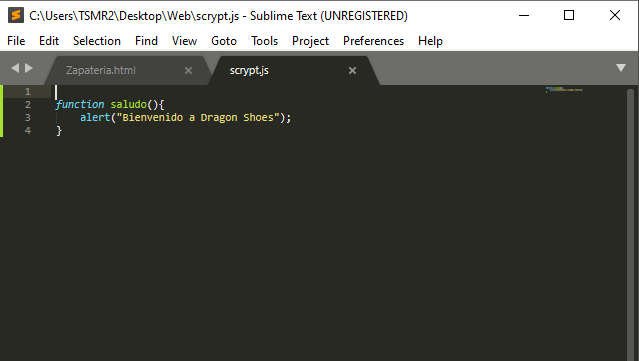 C:\Users\TSMR2\Desktop\Web\scrypt.js - Sublime Text (UNREGISTERED)
File Edit Selection Find View Goto Tools Project Preferences Help
Zapateria.html scrypt.js
1
2 function saludo(){
3 alert("Bienvenido a Dragon Shoes");
4 }